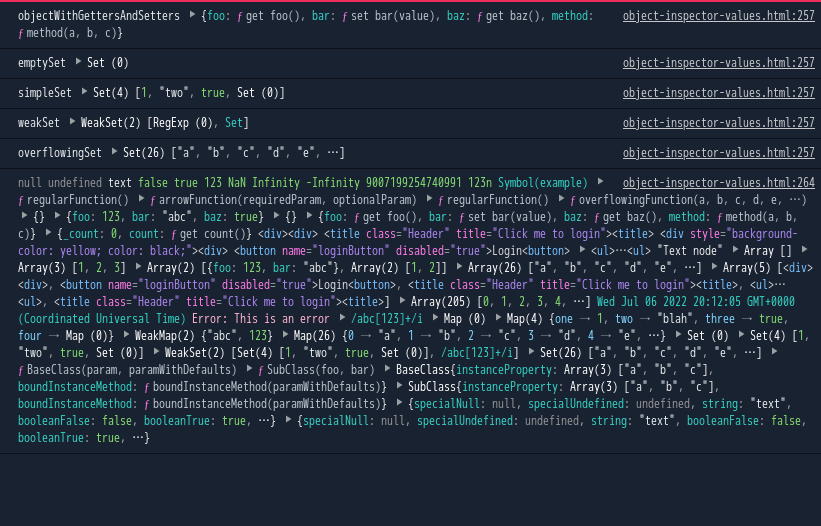 objectWithGettersAndSetters ▶ {foo: ƒ get foo(), bar: ƒ set bar(value), baz: ƒ get baz(), method: object-inspector-values.html:257
ƒ method(a, b, c)}
emptySet ▶ Set (0) object-inspector-values.html:257
simpleSet ▶ Set(4) [1, "two", true, Set (0)] object-inspector-values.html:257
weakSet ▶ WeakSet(2) [RegExp (0), Set] object-inspector-values.html:257
overflowingSet ▶ Set(26) ["a", "b", "c", "d", "e", …] object-inspector-values.html:257
null undefined text false true 123 NaN Infinity -Infinity 9007199254740991 123n Symbol(example) ▶ object-inspector-values.html:264
ƒ regularFunction() ▶ ƒ arrowFunction(requiredParam, optionalParam) ▶ ƒ regularFunction() ▶ ƒ overflowingFunction(a, b, c, d, e, …)
▶ {} ▶ {foo: 123, bar: "abc", baz: true} ▶ {} ▶ {foo: ƒ get foo(), bar: ƒ set bar(value), baz: ƒ get baz(), method: ƒ method(a, b,
c)} ▶ {_count: 0, count: ƒ get count()} <div><div> <title class="Header" title="Click me to login"><title> <div style="background-
color: yellow; color: black;"><div> <button name="loginButton" disabled="true">Login<button> ▶ <ul>…<ul> "Text node" ▶ Array [] ▶
Array(3) [1, 2, 3] ▶ Array(2) [{foo: 123, bar: "abc"}, Array(2) [1, 2]] ▶ Array(26) ["a", "b", "c", "d", "e", …] ▶ Array(5) [<div>
<div>, <button name="loginButton" disabled="true">Login<button>, <title class="Header" title="Click me to login"><title>, <ul>…
<ul>, <title class="Header" title="Click me to login"><title>] ▶ Array(205) [0, 1, 2, 3, 4, …] Wed Jul 06 2022 20:12:05 GMT+0000
(Coordinated Universal Time) Error: This is an error ▶ /abc[123]+/i ▶ Map (0) ▶ Map(4) {one → 1, two → "blah", three → true,
four → Map (0)} ▶ WeakMap(2) {"abc", 123} ▶ Map(26) {0 → "a", 1 → "b", 2 → "c", 3 → "d", 4 → "e", …} ▶ Set (0) ▶ Set(4) [1,
"two", true, Set (0)] ▶ WeakSet(2) [Set(4) [1, "two", true, Set (0)], /abc[123]+/i] ▶ Set(26) ["a", "b", "c", "d", "e", …] ▶
ƒ BaseClass(param, paramWithDefaults) ▶ ƒ SubClass(foo, bar) ▶ BaseClass{instanceProperty: Array(3) ["a", "b", "c"],
boundInstanceMethod: ƒ boundInstanceMethod(paramWithDefaults)} ▶ SubClass{instanceProperty: Array(3) ["a", "b", "c"],
boundInstanceMethod: ƒ boundInstanceMethod(paramWithDefaults)} ▶ {specialNull: null, specialUndefined: undefined, string: "text",
booleanFalse: false, booleanTrue: true, …} ▶ {specialNull: null, specialUndefined: undefined, string: "text", booleanFalse: false,
booleanTrue: true, …}